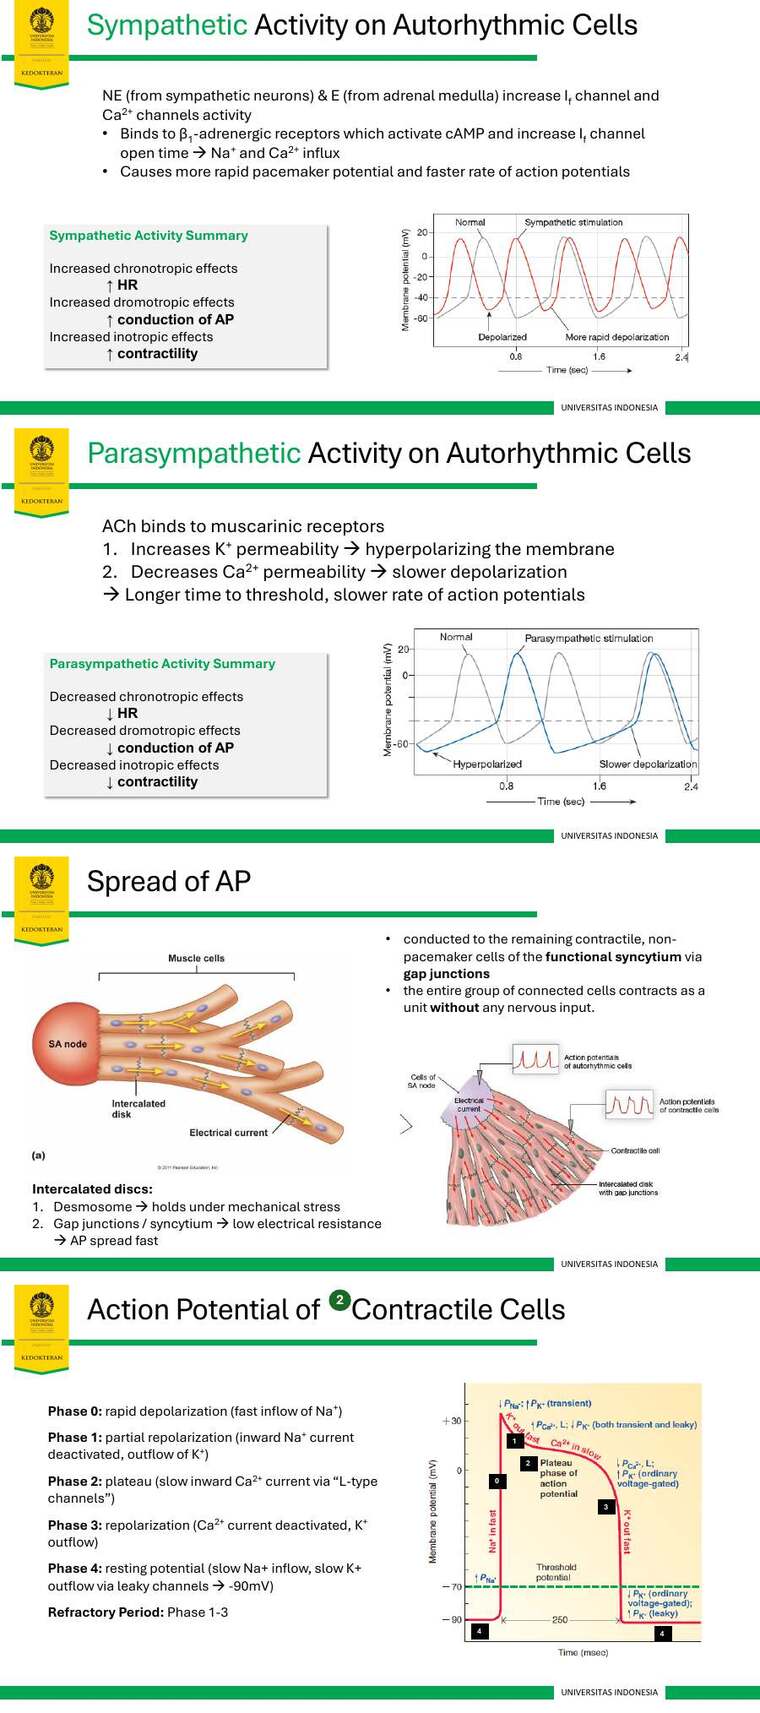 Sympathetic Activity on Autorhythmic Cells
KEDOKTERAN
NE (from sympathetic neurons) & E (from adrenal medulla) increase If channel and
Ca2+ channels activity
• Binds to β1-adrenergic receptors which activate cAMP and increase If channel
open time → Na+ and Ca2+ influx
• Causes more rapid pacemaker potential and faster rate of action potentials
Sympathetic Activity Summary
Increased chronotropic effects
↑ HR
Increased dromotropic effects
↑ conduction of AP
Increased inotropic effects
↑ contractility
Normal
Sympathetic stimulation
Membrane potential (mV)
20
0
-20
-40
-60
Depolarized
More rapid depolarization
0.8
1.6
2.4
Time (sec)
UNIVERSITAS INDONESIA
Parasympathetic Activity on Autorhythmic Cells
KEDOKTERAN
ACh binds to muscarinic receptors
1. Increases K+ permeability → hyperpolarizing the membrane
2. Decreases Ca2+ permeability → slower depolarization
→ Longer time to threshold, slower rate of action potentials
Parasympathetic Activity Summary
Decreased chronotropic effects
↓ HR
Decreased dromotropic effects
↓ conduction of AP
Decreased inotropic effects
↓ contractility
Normal
Parasympathetic stimulation
Membrane potential (mV)
20
0
-60
Hyperpolarized
Slower depolarization
0.8
1.6
2.4
Time (sec)
UNIVERSITAS INDONESIA
Spread of AP
KEDOKTERAN
• conducted to the remaining contractile, non-
pacemaker cells of the functional syncytium via
gap junctions
• the entire group of connected cells contracts as a
unit without any nervous input.
Muscle cells
SA node
Intercalated
disk
Electrical current
(a)
© 2011 Pearson Education, Inc.
Action potentials
of autorhythmic cells
Cells of
SA node
Electrical
current
Action potentials
of contractile cells
Contractile cell
Intercalated disk
with gap junctions
Intercalated discs:
1. Desmosome → holds under mechanical stress
2. Gap junctions / syncytium → low electrical resistance
→ AP spread fast
UNIVERSITAS INDONESIA
Action Potential of 2 Contractile Cells
KEDOKTERAN
Phase 0: rapid depolarization (fast inflow of Na+)
Phase 1: partial repolarization (inward Na+ current
deactivated, outflow of K+)
Phase 2: plateau (slow inward Ca2+ current via “L-type
channels”)
Phase 3: repolarization (Ca2+ current deactivated, K+
outflow)
Phase 4: resting potential (slow Na+ inflow, slow K+
outflow via leaky channels → -90mV)
Refractory Period: Phase 1-3
↓ PNa+; ↑ PK+ (transient)
↑ PCa2+, L; ↓ PK+ (both transient and leaky)
K+ out fast
Ca2+ in slow
1
2
Plateau
phase of
action
potential
↓ PCa2+, L;
↑ PK+ (ordinary
voltage-gated)
0
3
Na+ in fast
K+ out fast
Membrane potential (mV)
+30
0
−70
−90
Threshold
potential
↑ PNa+
↓ PK+ (ordinary
voltage-gated);
↑ PK+ (leaky)
250
4
4
Time (msec)
UNIVERSITAS INDONESIA